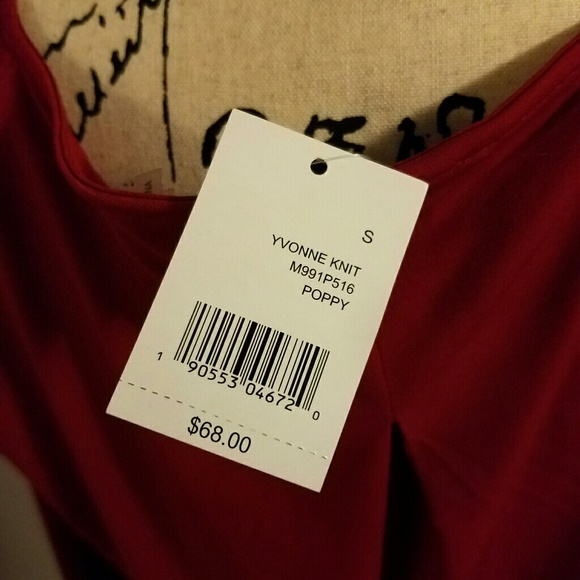 S
YVONNE KNIT
M991P516
POPPY
1 90553 04672 0
$68.00